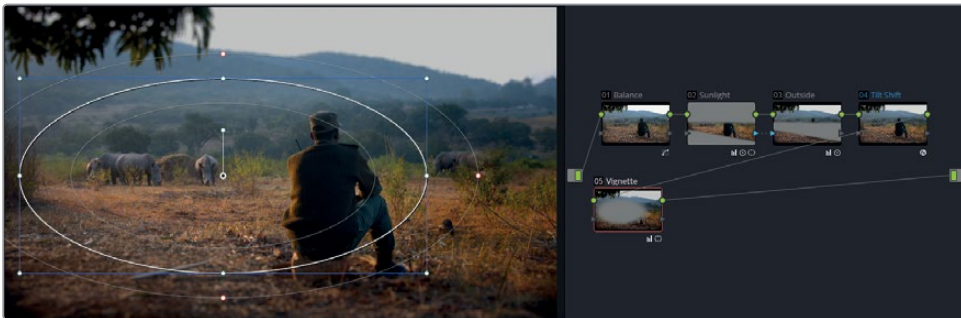 01 Balance
02 Sunlight
03 Outside
04 Tilt Shift
05 Vignette